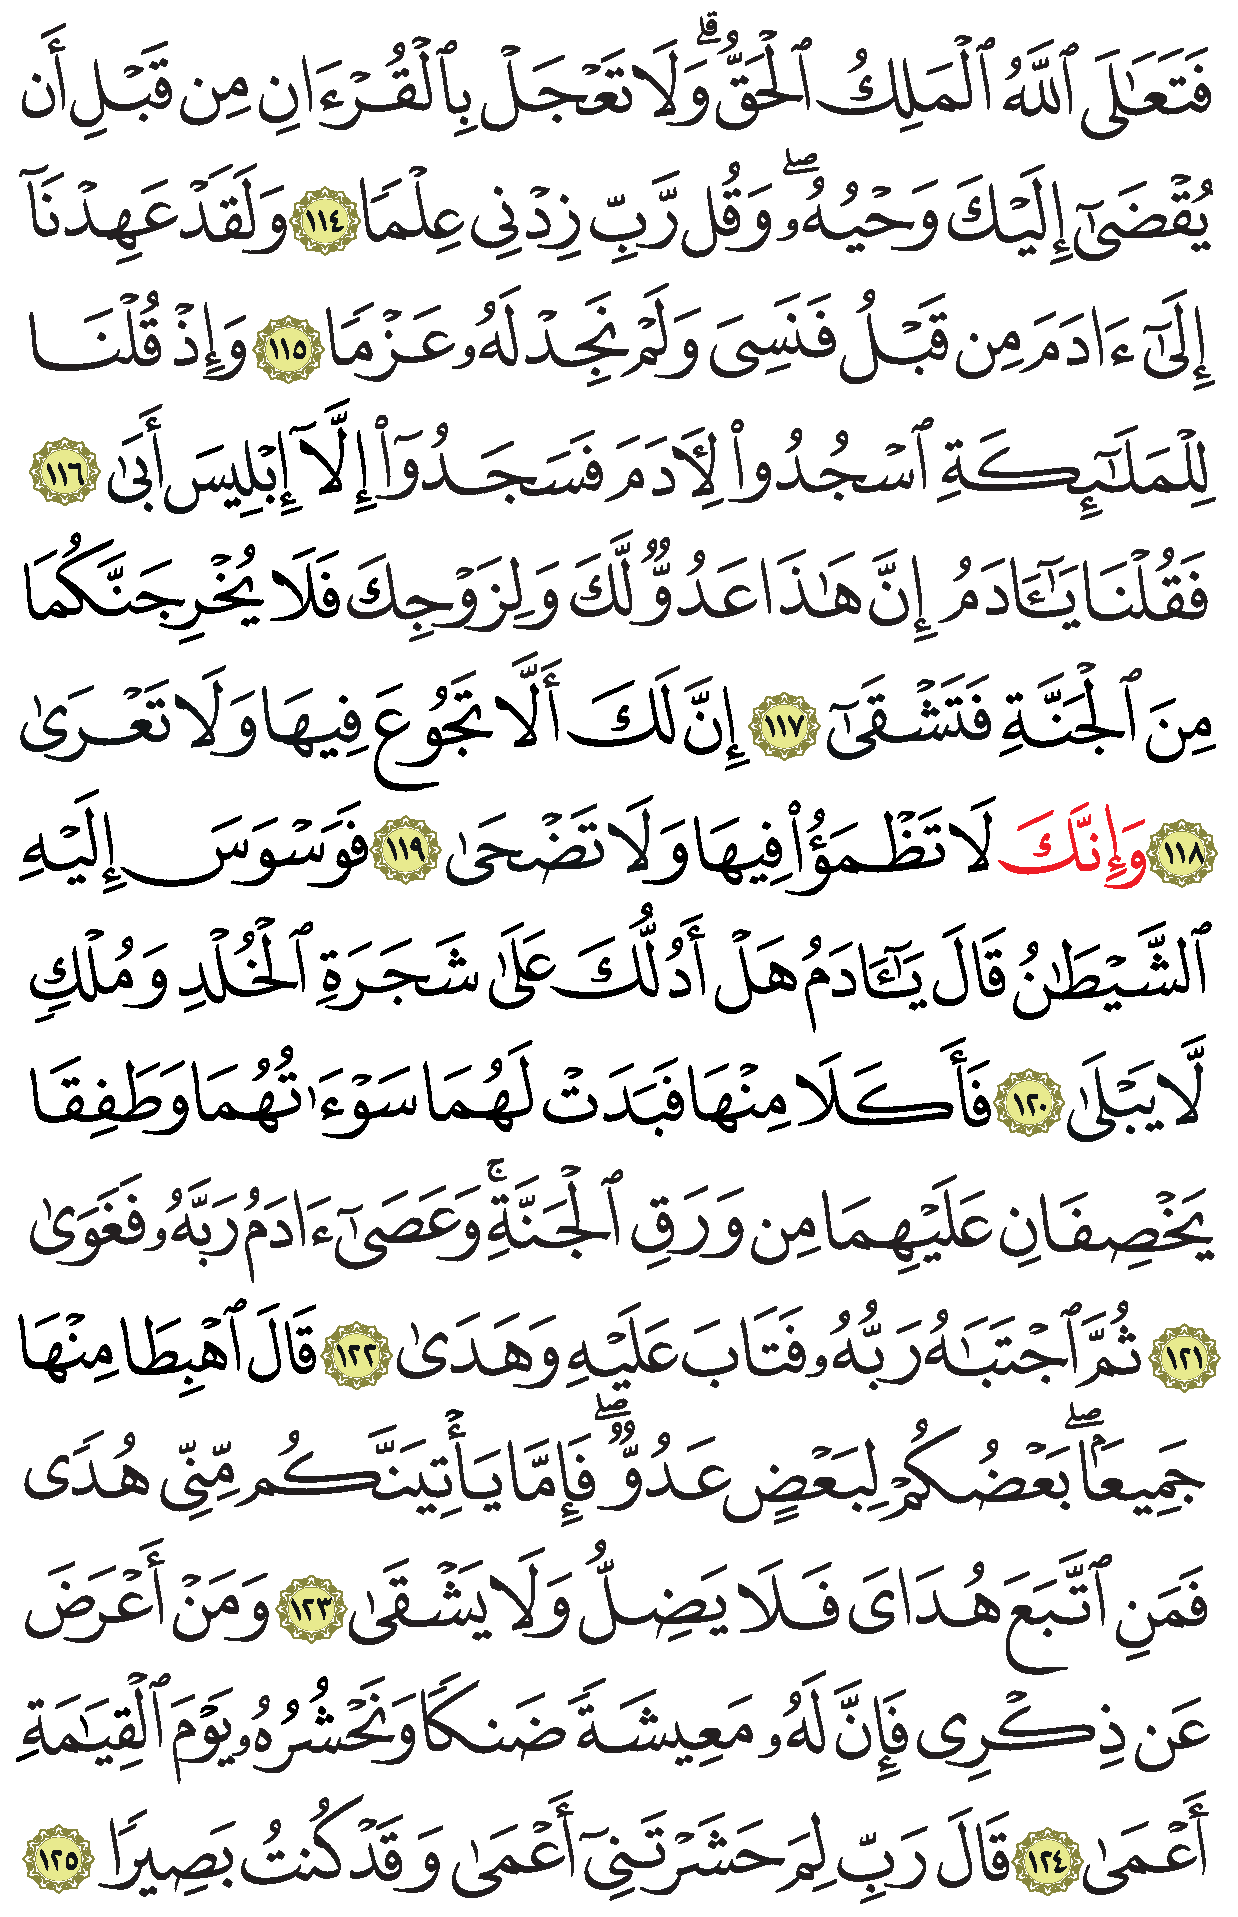 فَتَعَٰلَى ٱللَّهُ ٱلْمَلِكُ ٱلْحَقُّ ۗ وَلَا تَعْجَلْ بِٱلْقُرْءَانِ مِن قَبْلِ أَن
يُقْضَىٰٓ إِلَيْكَ وَحْيُهُۥ ۖ وَقُل رَّبِّ زِدْنِى عِلْمًا ١١٤ وَلَقَدْ عَهِدْنَآ
إِلَىٰٓ ءَادَمَ مِن قَبْلُ فَنَسِىَ وَلَمْ نَجِدْ لَهُۥ عَزْمًا ١١٥ وَإِذْ قُلْنَا
لِلْمَلَٰٓئِكَةِ ٱسْجُدُوا۟ لِأَدَمَ فَسَجَدُوٓا۟ إِلَّآ إِبْلِيسَ أَبَىٰ ١١٦
فَقُلْنَا يَٰٓـَٔادَمُ إِنَّ هَٰذَا عَدُوٌّ لَّكَ وَلِزَوْجِكَ فَلَا يُخْرِجَنَّكُمَا
مِنَ ٱلْجَنَّةِ فَتَشْقَىٰٓ ١١٧ إِنَّ لَكَ أَلَّا تَجُوعَ فِيهَا وَلَا تَعْرَىٰ
١١٨ وَإِنَّكَ لَا تَظْمَؤُا۟ فِيهَا وَلَا تَضْحَىٰ ١١٩ فَوَسْوَسَ إِلَيْهِ
ٱلشَّيْطَٰنُ قَالَ يَٰٓـَٔادَمُ هَلْ أَدُلُّكَ عَلَىٰ شَجَرَةِ ٱلْخُلْدِ وَمُلْكٍ
لَّا يَبْلَىٰ ١٢٠ فَأَكَلَا مِنْهَا فَبَدَتْ لَهُمَا سَوْءَٰتُهُمَا وَطَفِقَا
يَخْصِفَانِ عَلَيْهِمَا مِن وَرَقِ ٱلْجَنَّةِ ۚ وَعَصَىٰٓ ءَادَمُ رَبَّهُۥ فَغَوَىٰ
١٢١ ثُمَّ ٱجْتَبَٰهُ رَبُّهُۥ فَتَابَ عَلَيْهِ وَهَدَىٰ ١٢٢ قَالَ ٱهْبِطَا مِنْهَا
جَمِيعًۢا ۖ بَعْضُكُمْ لِبَعْضٍ عَدُوٌّ ۖ فَإِمَّا يَأْتِيَنَّكُم مِّنِّى هُدًى
فَمَنِ ٱتَّبَعَ هُدَاىَ فَلَا يَضِلُّ وَلَا يَشْقَىٰ ١٢٣ وَمَنْ أَعْرَضَ
عَن ذِكْرِى فَإِنَّ لَهُۥ مَعِيشَةً ضَنكًا وَنَحْشُرُهُۥ يَوْمَ ٱلْقِيَٰمَةِ
أَعْمَىٰ ١٢٤ قَالَ رَبِّ لِمَ حَشَرْتَنِىٓ أَعْمَىٰ وَقَدْ كُنتُ بَصِيرًا ١٢٥